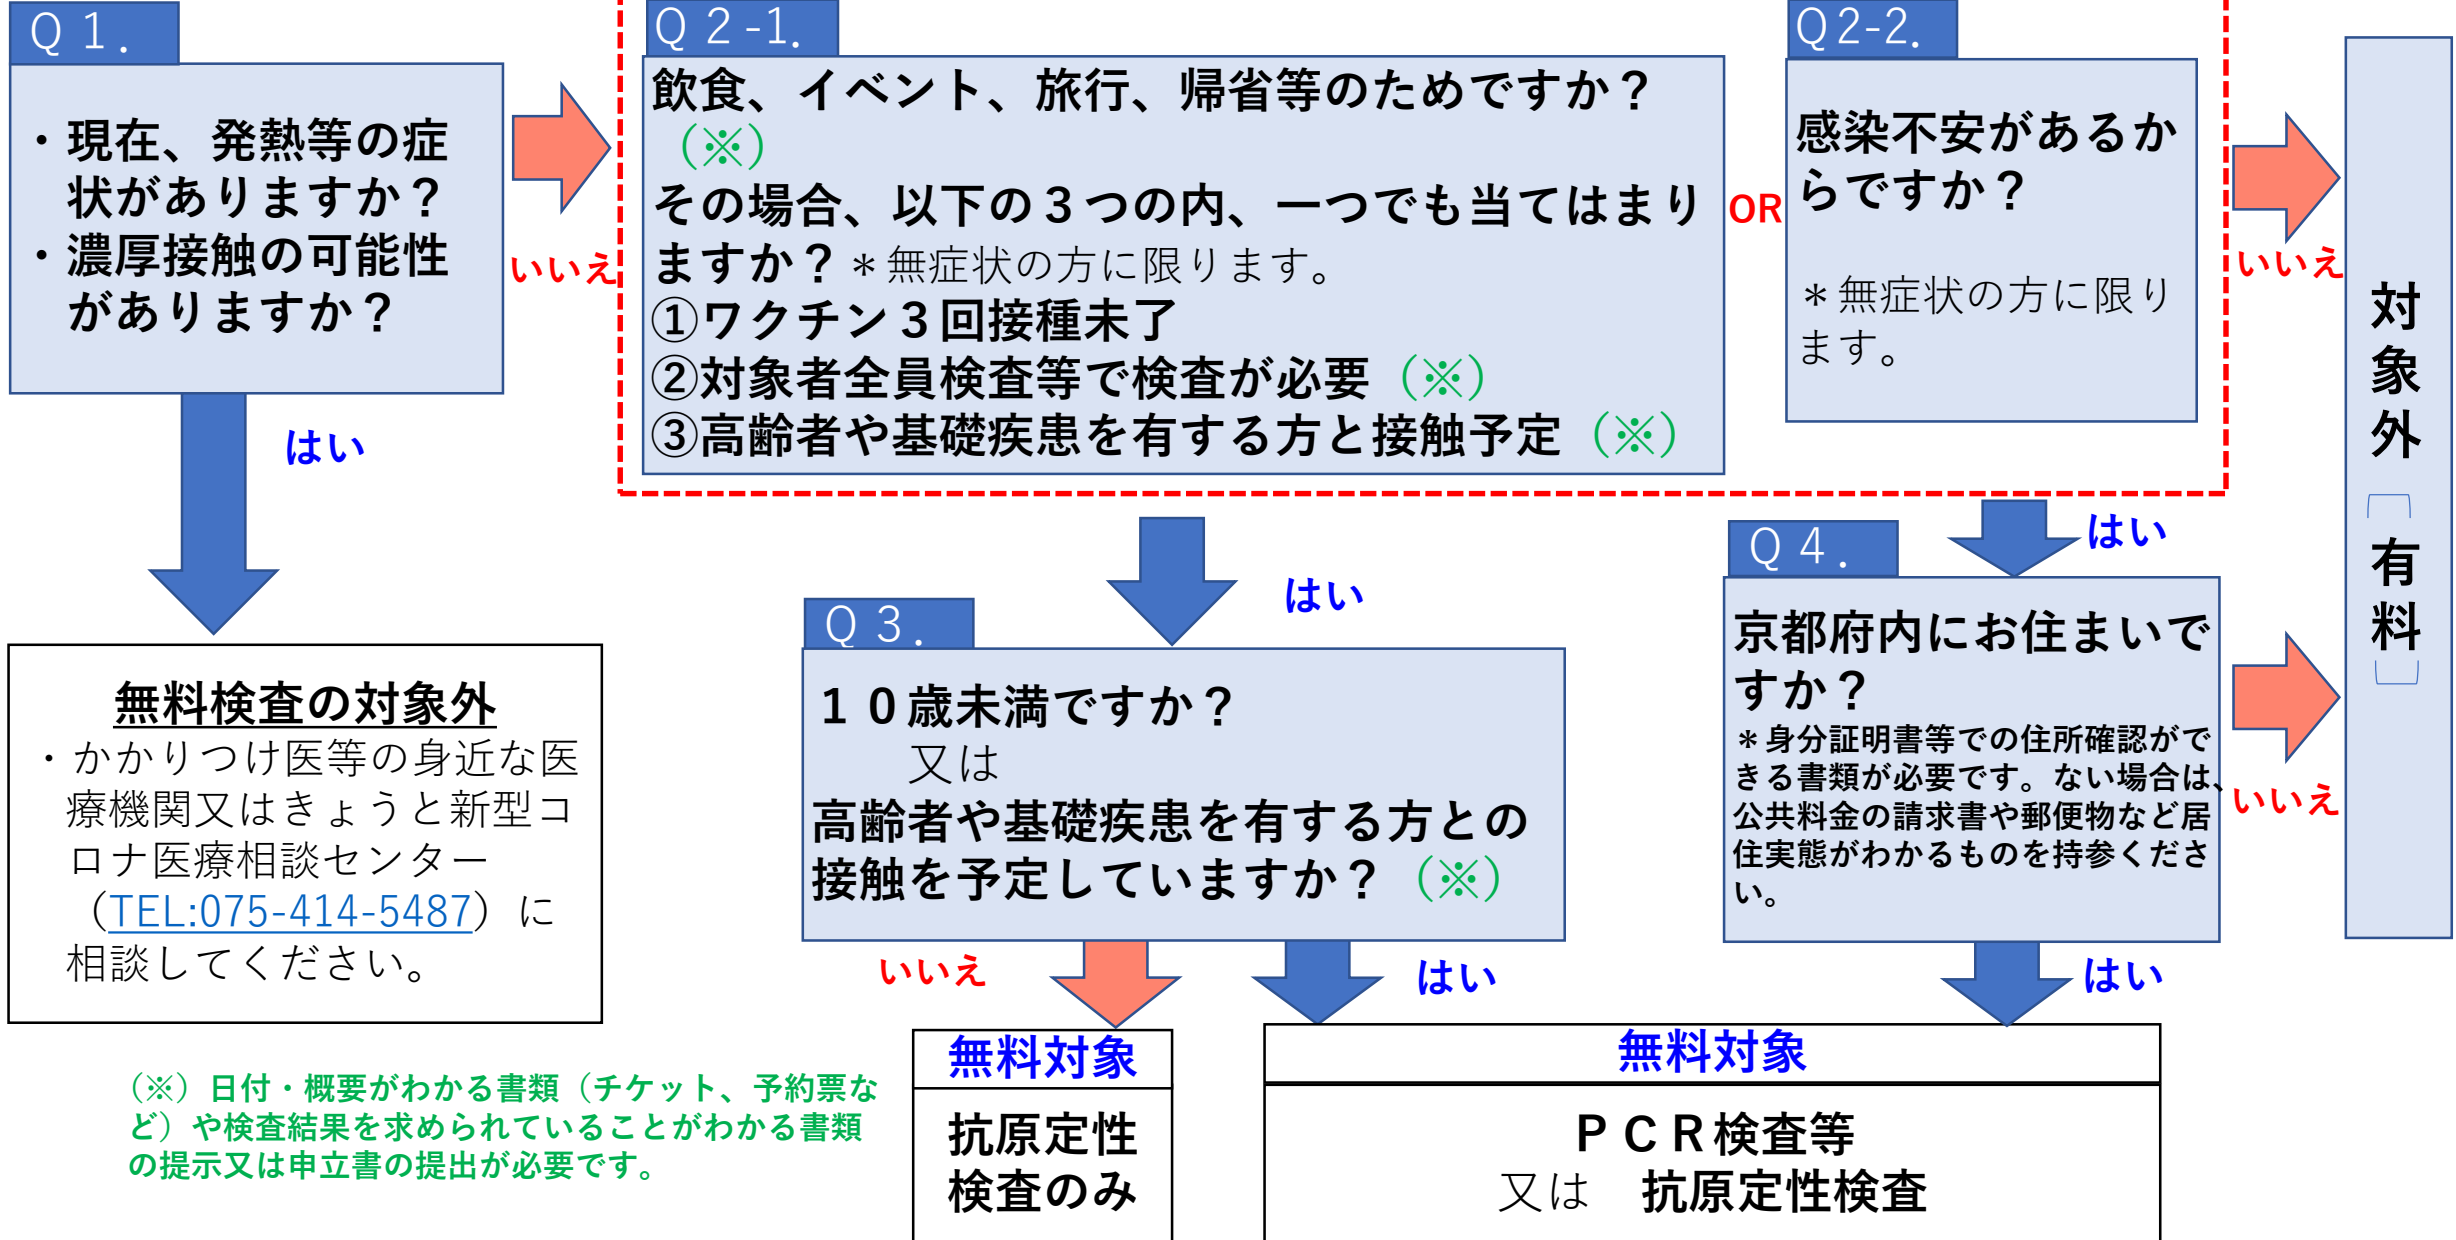 Ｑ１.
・現在、発熱等の症
状がありますか？
・濃厚接触の可能性
がありますか？
いいえ
はい
Ｑ２-1.
飲食、イベント、旅行、帰省等のためですか？
（※）
その場合、以下の３つの内、一つでも当てはまり
ますか？＊無症状の方に限ります。
①ワクチン３回接種未了
②対象者全員検査等で検査が必要（※）
③高齢者や基礎疾患を有する方と接触予定（※）
OR
Ｑ2-2.
感染不安があるか
らですか？
＊無症状の方に限り
ます。
いいえ
対象外［有料］
はい
はい
無料検査の対象外
・かかりつけ医等の身近な医
療機関又はきょうと新型コ
ロナ医療相談センター
（TEL:075-414-5487）に
相談してください。
Ｑ３.
１０歳未満ですか？
又は
高齢者や基礎疾患を有する方との
接触を予定していますか？（※）
いいえ
はい
Ｑ４.
京都府内にお住まいで
すか？
＊身分証明書等での住所確認がで
きる書類が必要です。ない場合は、
公共料金の請求書や郵便物など居
住実態がわかるものを持参くださ
い。
いいえ
はい
（※）日付・概要がわかる書類（チケット、予約票な
ど）や検査結果を求められていることがわかる書類
の提示又は申立書の提出が必要です。
無料対象
抗原定性
検査のみ
無料対象
ＰＣＲ検査等
又は　抗原定性検査